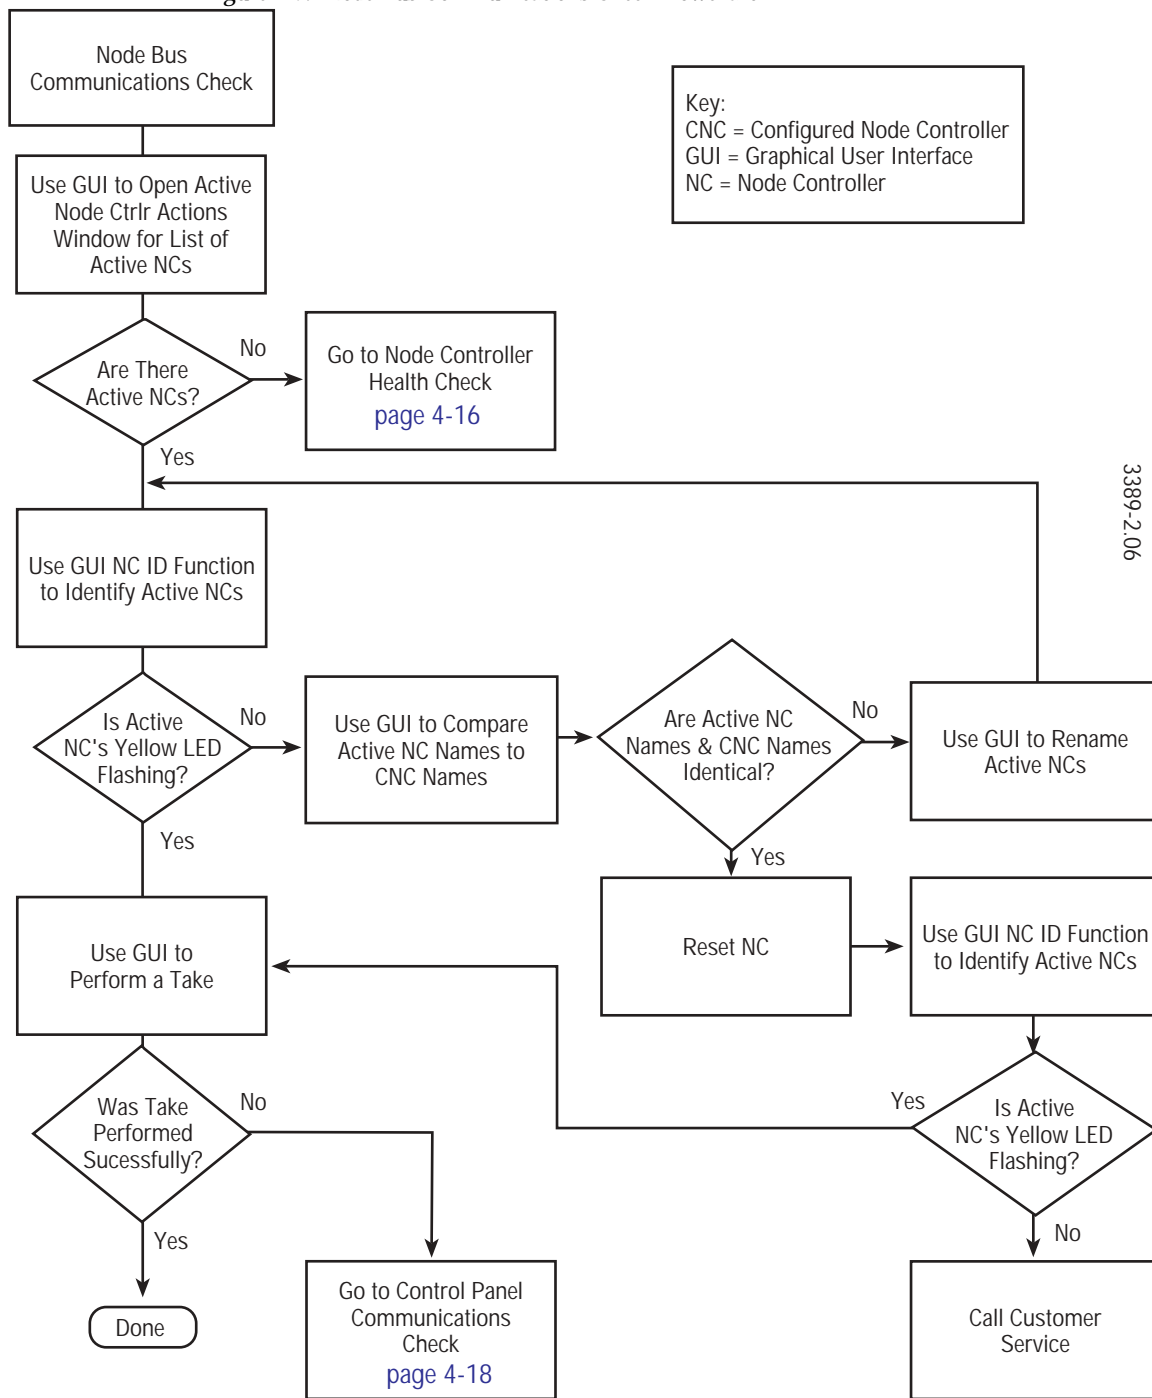 Node Bus
Communications Check
Key:
CNC = Configured Node Controller
GUI = Graphical User Interface
NC = Node Controller
Use GUI to Open Active
Node Ctrlr Actions
Window for List of
Active NCs
Are There
Active NCs?
No
Go to Node Controller
Health Check
page 4-16
Yes
3389-2.06
Use GUI NC ID Function
to Identify Active NCs
Is Active
NC's Yellow LED
Flashing?
No
Use GUI to Compare
Active NC Names to
CNC Names
Are Active NC
Names & CNC Names
Identical?
No
Use GUI to Rename
Active NCs
Yes
Yes
Reset NC
Use GUI NC ID Function
to Identify Active NCs
Use GUI to
Perform a Take
Yes
Is Active
NC's Yellow LED
Flashing?
No
Was Take
Performed
Sucessfully?
No
Yes
Done
Go to Control Panel
Communications
Check
page 4-18
Call Customer
Service